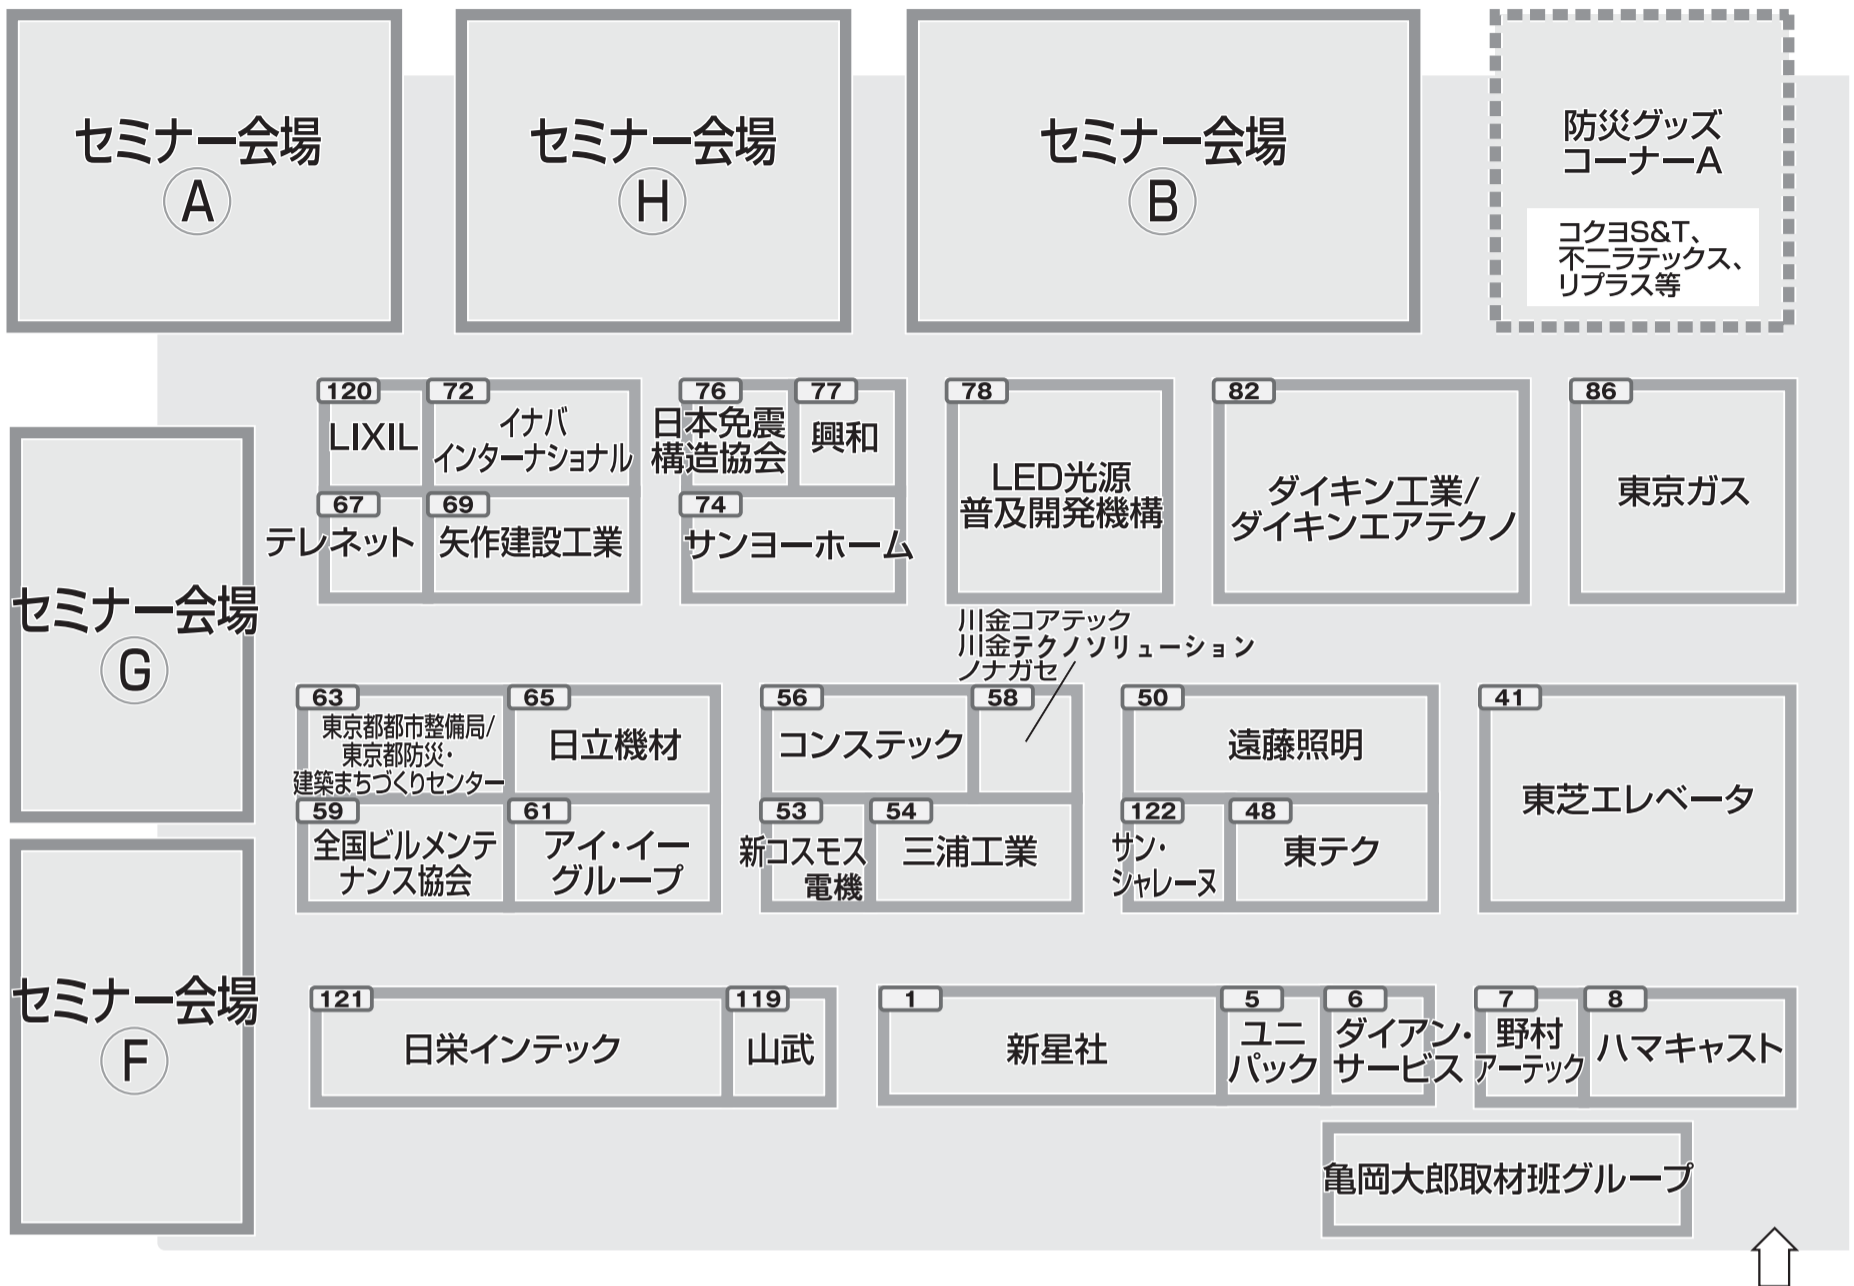 セミナー会場
A
セミナー会場
H
セミナー会場
B
防災グッズ
コーナーA
コクヨS&T、
不二ラテックス、
リプラス等
120
LIXIL
72
イナバ
インターナショナル
67
テレネット
69
矢作建設工業
76
日本免震
構造協会
77
興和
74
サンヨーホーム
78
LED光源
普及開発機構
82
ダイキン工業/
ダイキンエアテクノ
86
東京ガス
セミナー会場
G
63
東京都都市整備局/
東京都防災・
建築まちづくりセンター
65
日立機材
59
全国ビルメンテ
ナンス協会
61
アイ・イー
グループ
56
コンステック
58
川金コアテック
川金テクノソリューション
ノナガセ
53
新コスモス
電機
54
三浦工業
50
遠藤照明
122
サン・
シャレーヌ
48
東テク
41
東芝エレベータ
セミナー会場
F
121
日栄インテック
119
山武
1
新星社
5
ユニ
パック
6
ダイアン・
サービス
7
野村
アーテック
8
ハマキャスト
亀岡大郎取材班グループ